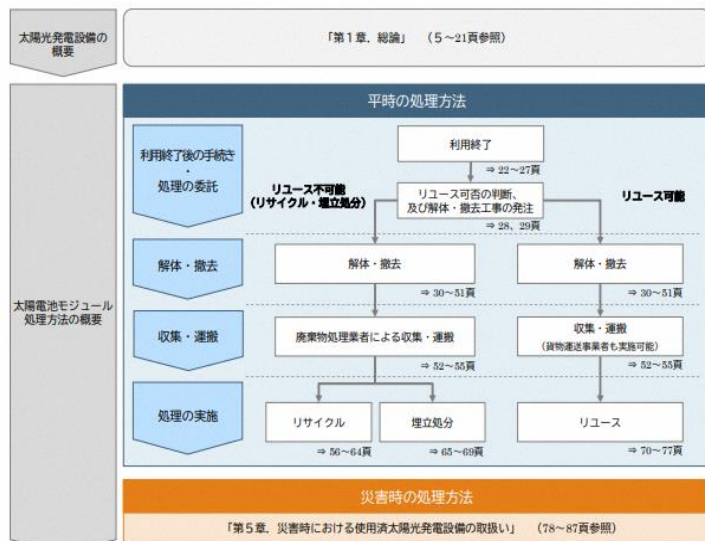 太陽光発電設備の
概要
「第1章．総論」　（5～21頁参照）
太陽電池モジュール
処理方法の概要
平時の処理方法
利用終了後の手続き
・
処理の委託
利用終了
⇒ 22～27頁
リユース不可能
（リサイクル・埋立処分）
リユース可否の判断、
及び解体・撤去工事の発注
⇒ 28、29頁
リユース可能
解体・撤去
解体・撤去
⇒ 30～51頁
解体・撤去
⇒ 30～51頁
収集・運搬
廃棄物処理業者による収集・運搬
⇒ 52～55頁
収集・運搬
（貨物運送事業者も実施可能）
⇒ 52～55頁
処理の実施
リサイクル
⇒ 56～64頁
埋立処分
⇒ 65～69頁
リユース
⇒ 70～77頁
災害時の処理方法
「第5章．災害時における使用済太陽光発電設備の取扱い」　（78～87頁参照）